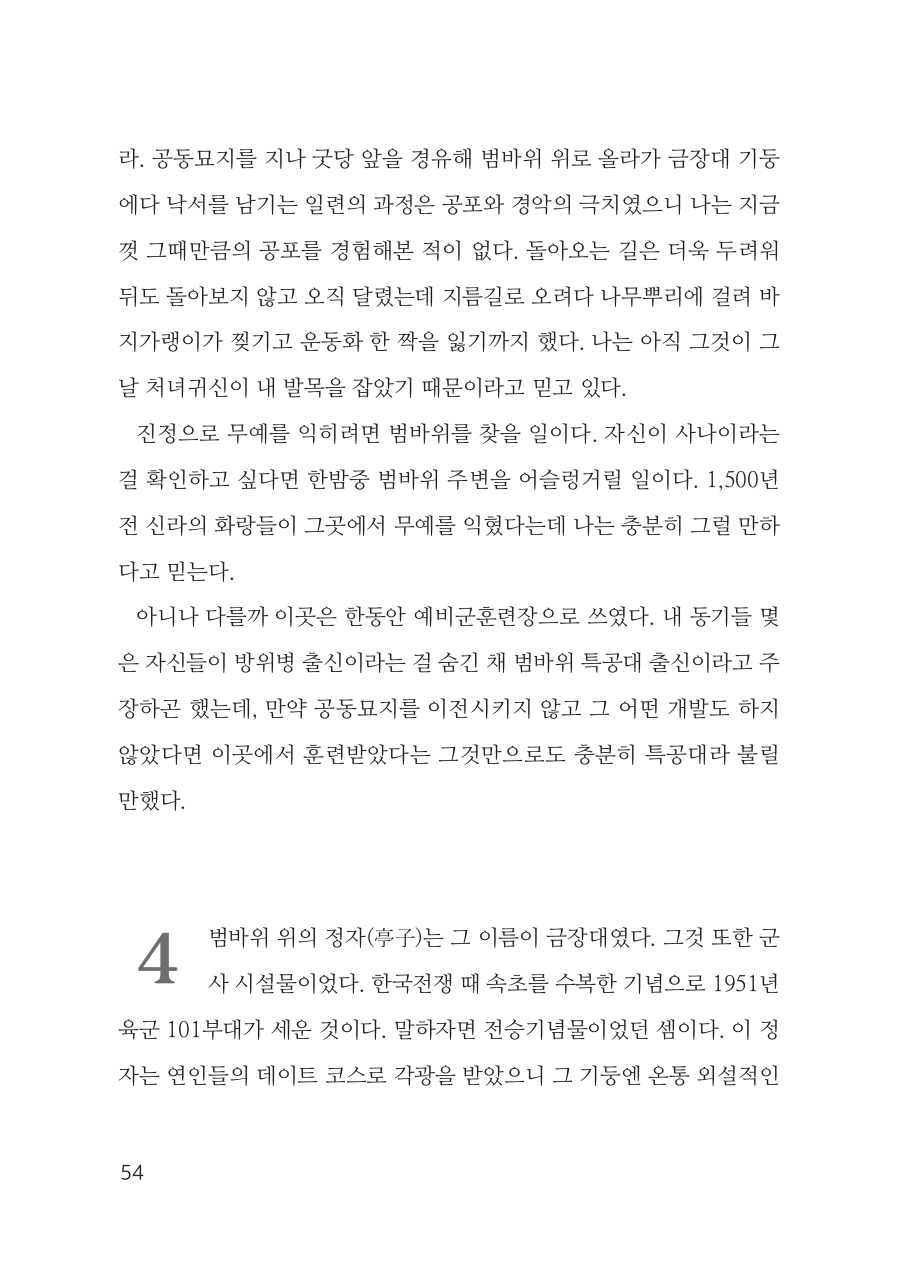 라. 공동묘지를 지나 굿당 앞을 경유해 범바위 위로 올라가 금장대 기둥
에다 낙서를 남기는 일련의 과정은 공포와 경악의 극치였으니 나는 지금
껏 그때만큼의 공포를 경험해본 적이 없다. 돌아오는 길은 더욱 두려워
뒤도 돌아보지 않고 오직 달렸는데 지름길로 오려다 나무뿌리에 걸려 바
지가랭이가 찢기고 운동화 한 짝을 잃기까지 했다. 나는 아직 그것이 그
날 처녀귀신이 내 발목을 잡았기 때문이라고 믿고 있다.
진정으로 무예를 익히려면 범바위를 찾을 일이다. 자신이 사나이라는
걸 확인하고 싶다면 한밤중 범바위 주변을 어슬렁거릴 일이다. 1,500년
전 신라의 화랑들이 그곳에서 무예를 익혔다는데 나는 충분히 그럴 만하
다고 믿는다.
아니나 다를까 이곳은 한동안 예비군훈련장으로 쓰였다. 내 동기들 몇
은 자신들이 방위병 출신이라는 걸 숨긴 채 범바위 특공대 출신이라고 주
장하곤 했는데, 만약 공동묘지를 이전시키지 않고 그 어떤 개발도 하지
않았다면 이곳에서 훈련받았다는 그것만으로도 충분히 특공대라 불릴
만했다.
4
범바위 위의 정자(亭子)는 그 이름이 금장대였다. 그것 또한 군
사 시설물이었다. 한국전쟁 때 속초를 수복한 기념으로 1951년
육군 101부대가 세운 것이다. 말하자면 전승기념물이었던 셈이다. 이 정
자는 연인들의 데이트 코스로 각광을 받았으니 그 기둥엔 온통 외설적인
54